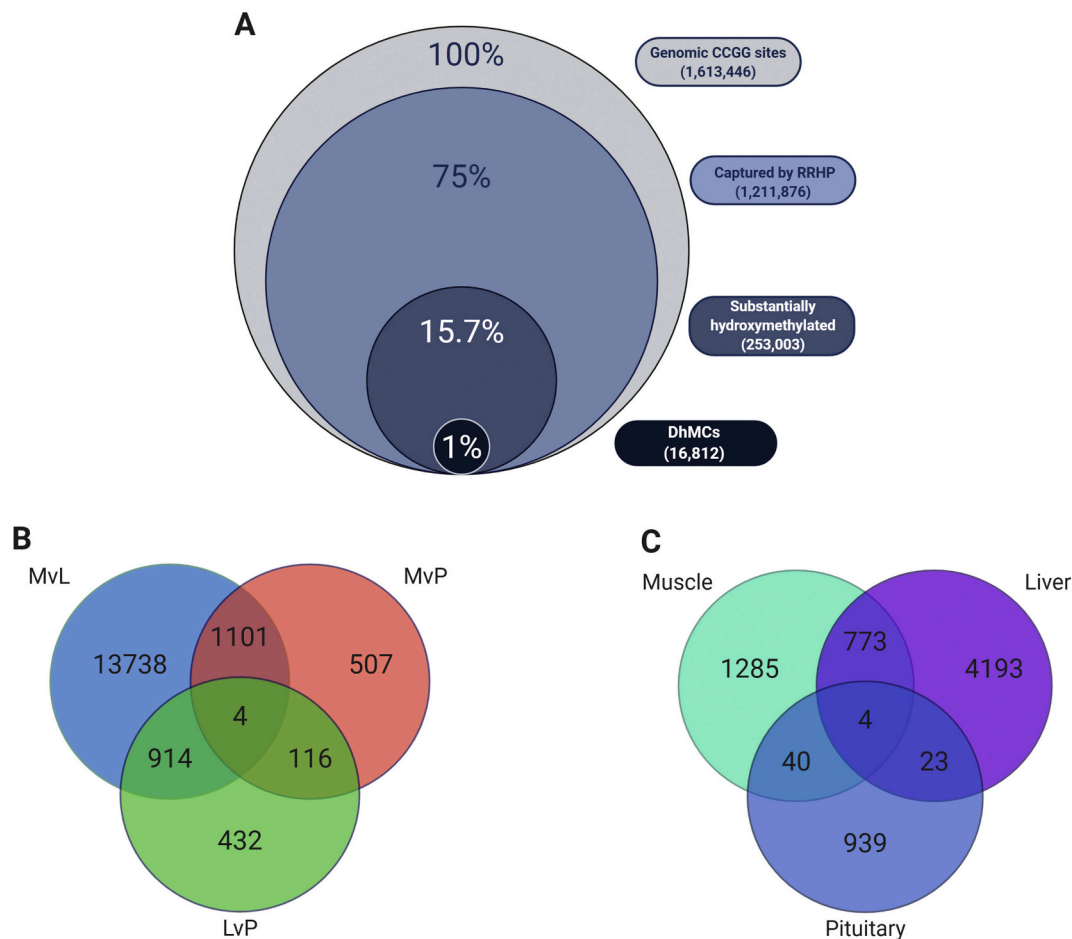 A
100%
Genomic CCGG sites
(1,613,446)
75%
Captured by RRHP
(1,211,876)
15.7%
Substantially
hydroxymethylated
(253,003)
1%
DhMCs
(16,812)
B
MvL
MvP
13738
1101
507
4
914
116
432
LvP
C
Muscle
Liver
1285
773
4193
4
40
23
939
Pituitary